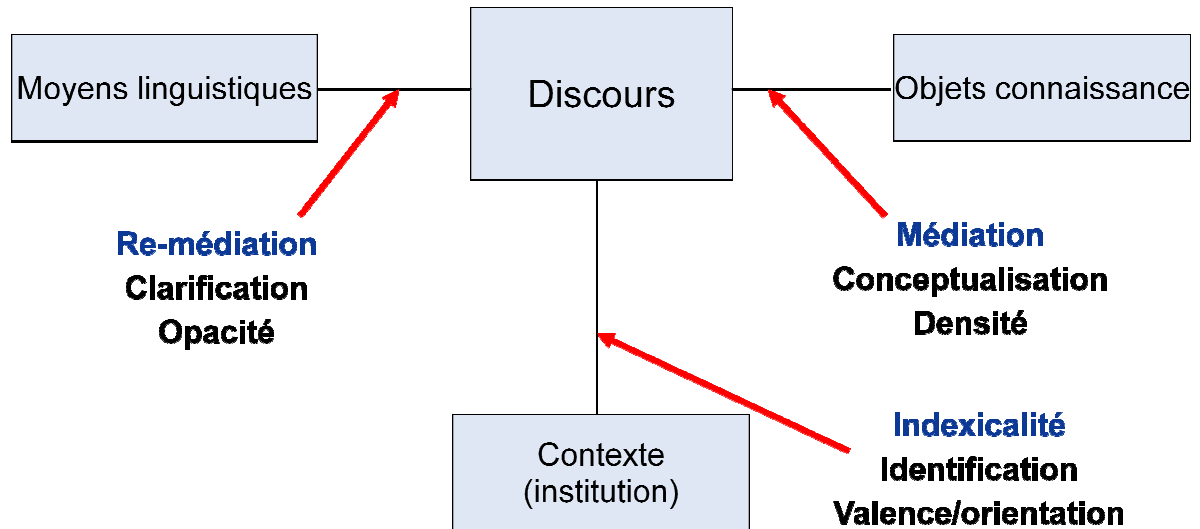 Moyens linguistiques
Discours
Objets connaissance
Re-médiation
Clarification
Opacité
Médiation
Conceptualisation
Densité
Contexte
(institution)
Indexicalité
Identification
Valence/orientation